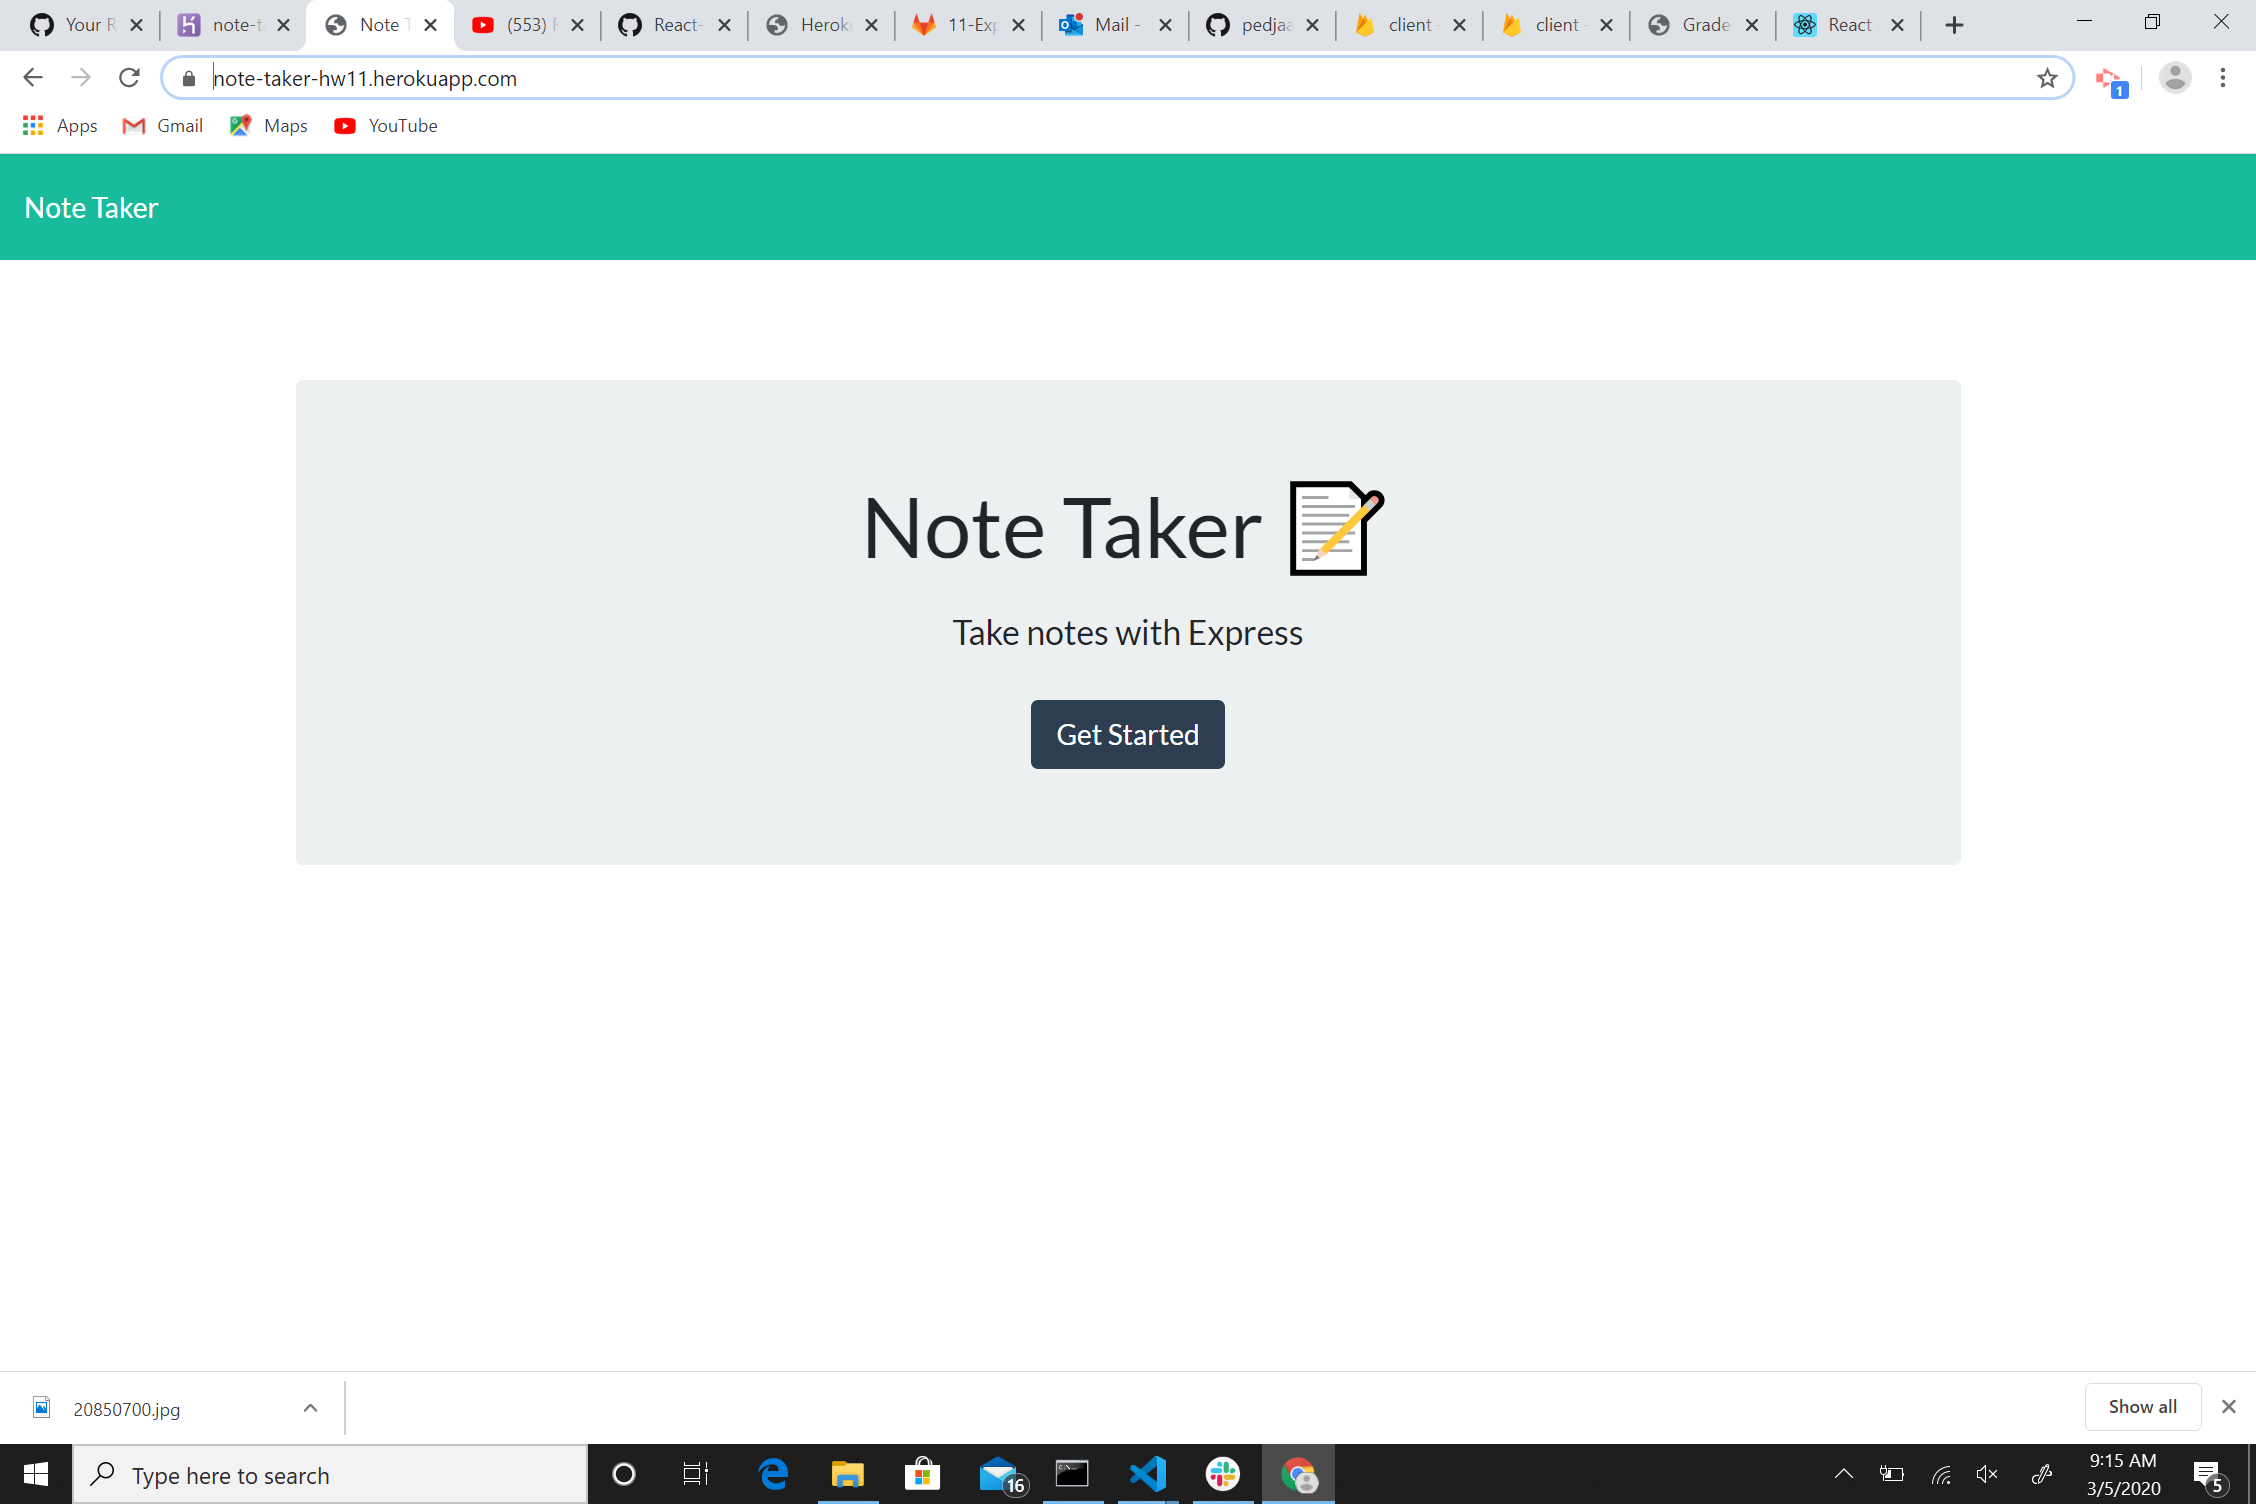 Your R
note-t
Note T
(553) F
React-
Herok
11-Exp
Mail -
pedjaa
client -
client -
Grade
React
note-taker-hw11.herokuapp.com
1
Apps
Gmail
Maps
YouTube
Note Taker
Note Taker
Take notes with Express
Get Started
20850700.jpg
Show all
Type here to search
16
9:15 AM
3/5/2020
5